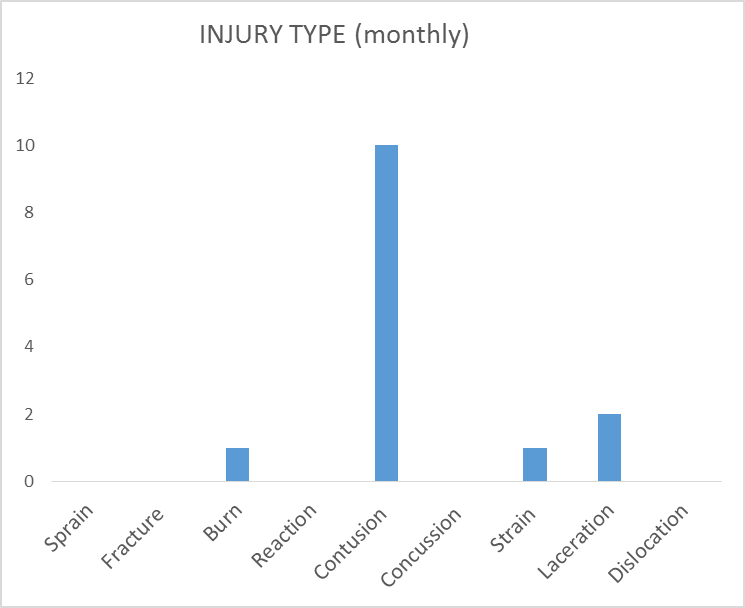 INJURY TYPE (monthly)
12
10
8
6
4
2
0
Sprain
Fracture
Burn
Reaction
Contusion
Concussion
Strain
Laceration
Dislocation